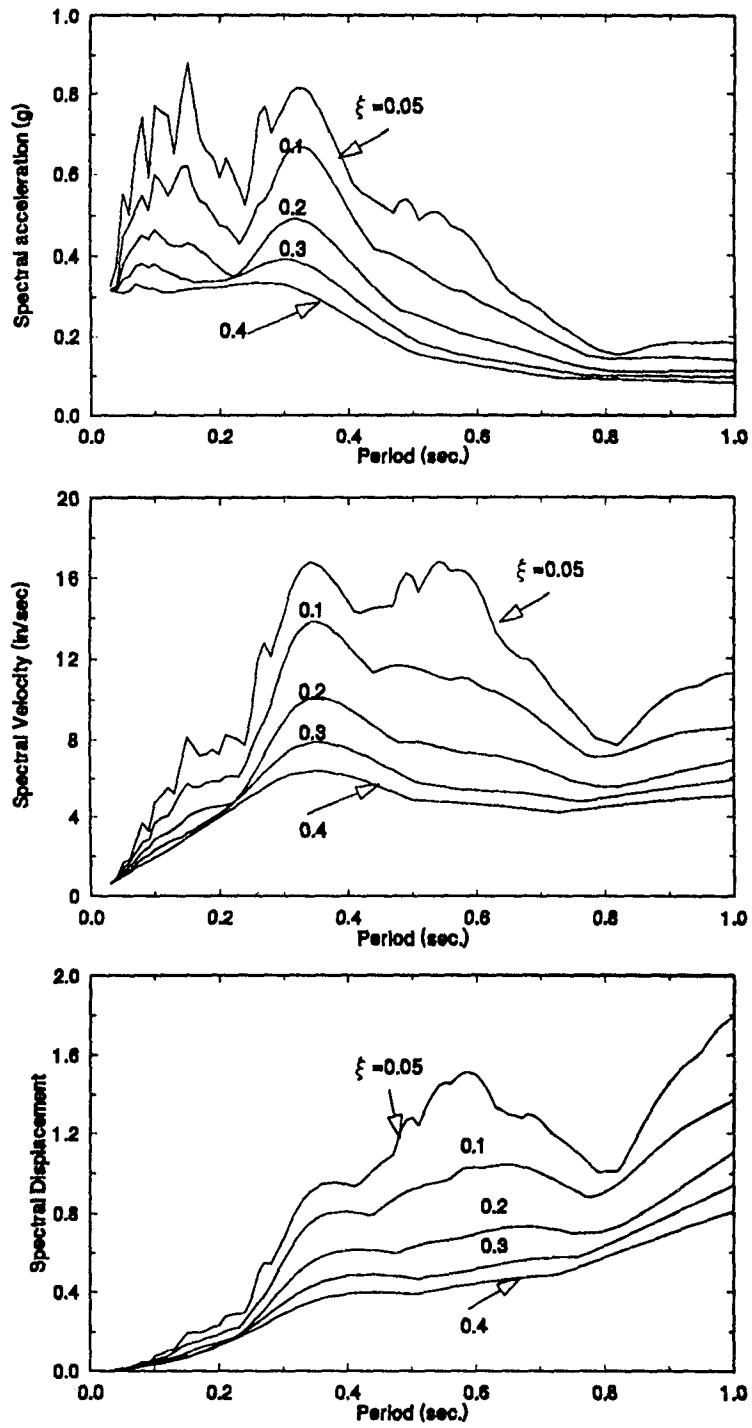 1.0
0.8
0.6
0.4
0.2
0.0
Spectral acceleration (g)
ξ =0.05
0.1
0.2
0.3
0.4
0.0 0.2 0.4 0.6 0.8 1.0
Period (sec.)
20
16
12
8
4
0
Spectral Velocity (in/sec)
ξ =0.05
0.1
0.2
0.3
0.4
0.0 0.2 0.4 0.6 0.8 1.0
Period (sec.)
2.0
1.6
1.2
0.8
0.4
0.0
Spectral Displacement
ξ =0.05
0.1
0.2
0.3
0.4
0.0 0.2 0.4 0.6 0.8 1.0
Period (sec.)